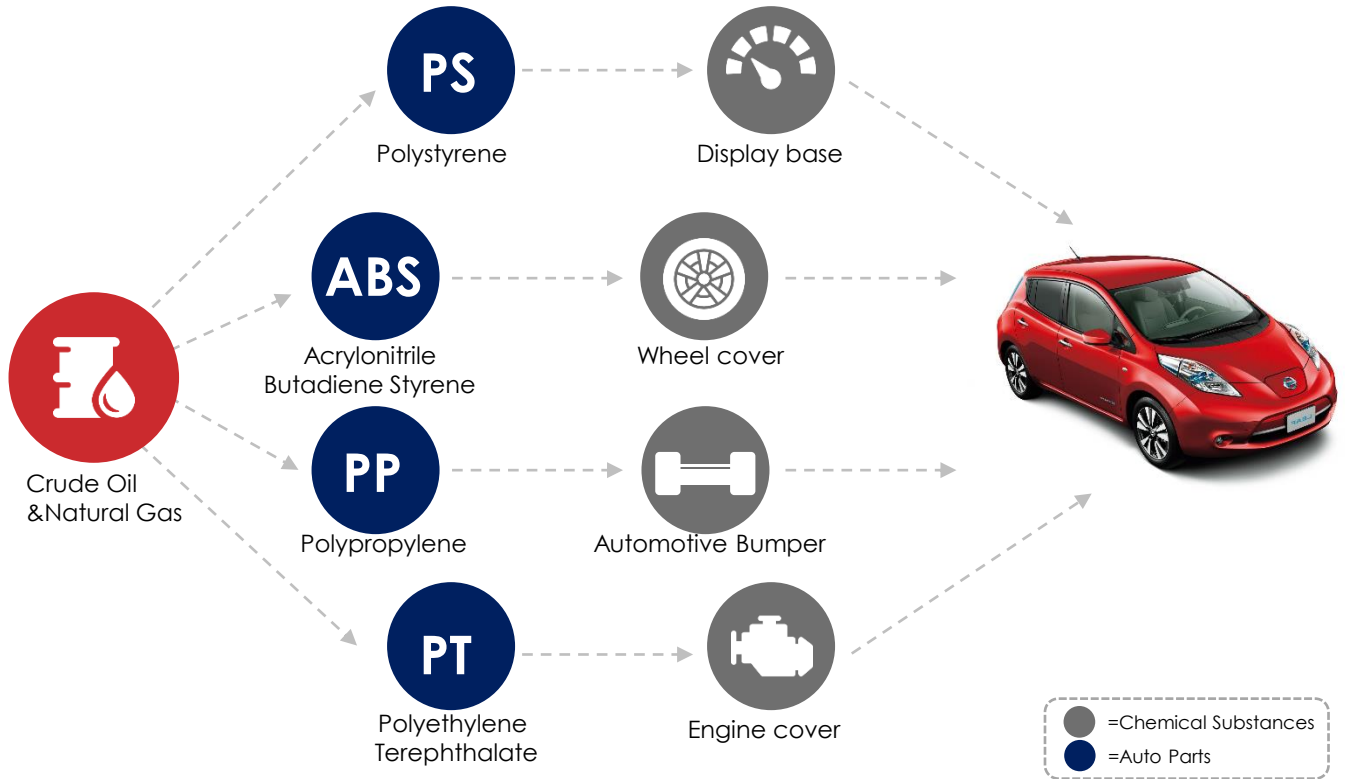 PS
Polystyrene
Display base
ABS
Acrylonitrile
Butadiene Styrene
Wheel cover
Crude Oil
&Natural Gas
PP
Polypropylene
Automotive Bumper
PT
Polyethylene
Terephthalate
Engine cover
=Chemical Substances
=Auto Parts